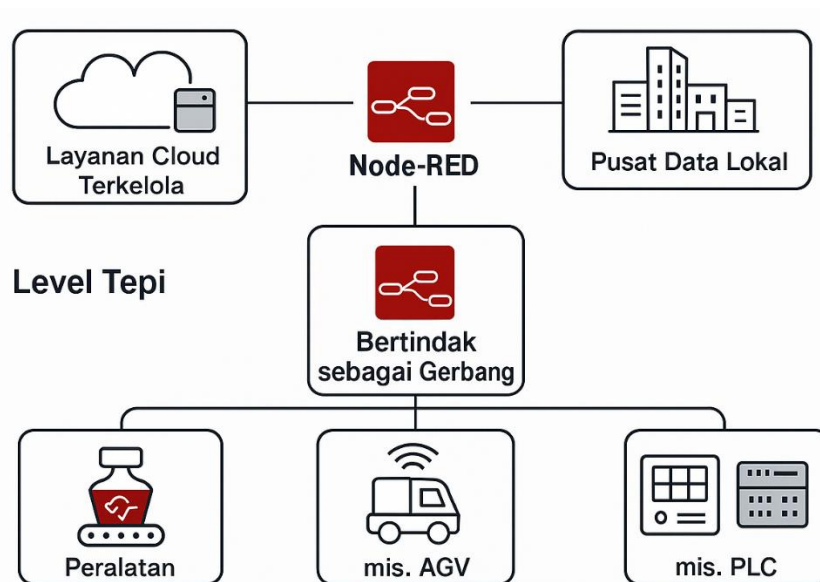 Layanan Cloud
Terkelola
Node-RED
Pusat Data Lokal
Level Tepi
Bertindak
sebagai Gerbang
Peralatan
mis. AGV
mis. PLC